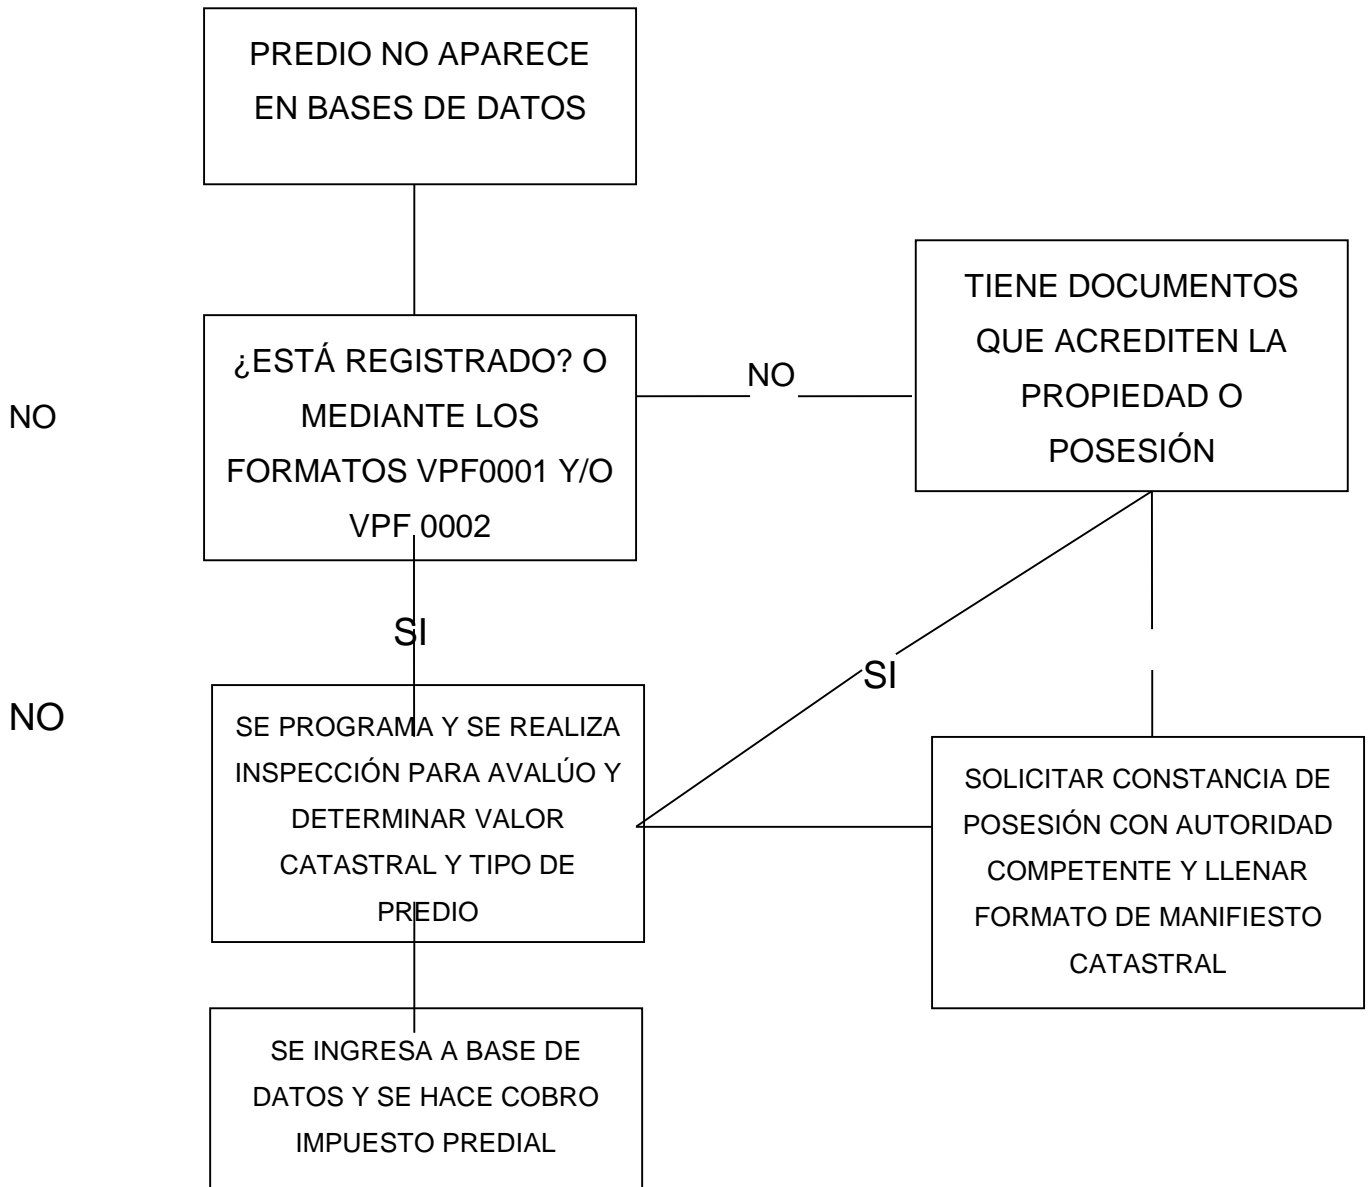 PREDIO NO APARECE
EN BASES DE DATOS
¿ESTÁ REGISTRADO? O
MEDIANTE LOS
FORMATOS VPF0001 Y/O
VPF 0002
NO
TIENE DOCUMENTOS
QUE ACREDITEN LA
PROPIEDAD O
POSESIÓN
NO
SI
SI
NO
SE PROGRAMA Y SE REALIZA
INSPECCIÓN PARA AVALÚO Y
DETERMINAR VALOR
CATASTRAL Y TIPO DE
PREDIO
SOLICITAR CONSTANCIA DE
POSESIÓN CON AUTORIDAD
COMPETENTE Y LLENAR
FORMATO DE MANIFIESTO
CATASTRAL
SE INGRESA A BASE DE
DATOS Y SE HACE COBRO
IMPUESTO PREDIAL